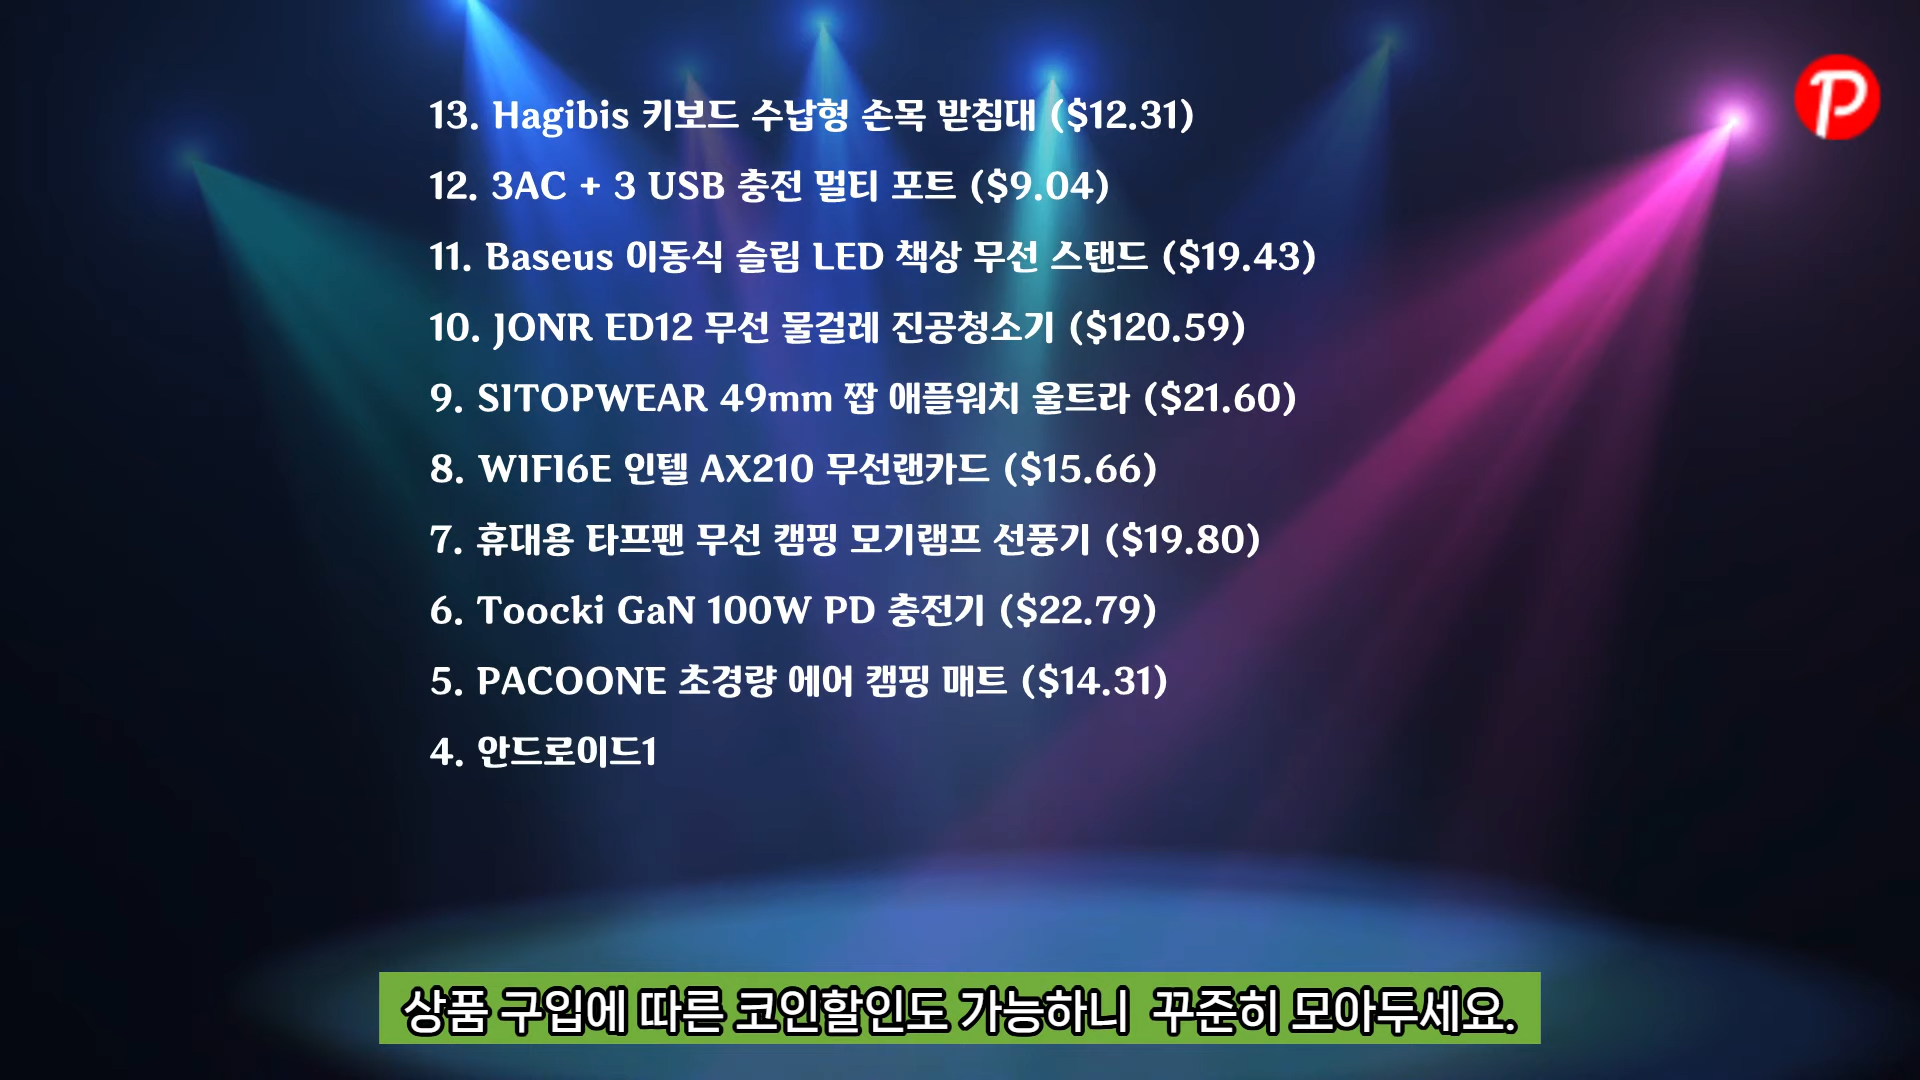 13. Hagibis 키보드 수납형 손목 받침대 ($12.31)
12. 3AC + 3 USB 충전 멀티 포트 ($9.04)
11. Baseus 이동식 슬림 LED 책상 무선 스탠드 ($19.43)
10. JONR ED12 무선 물걸레 진공청소기 ($120.59)
9. SITOPWEAR 49mm 짭 애플워치 울트라 ($21.60)
8. WIFI6E 인텔 AX210 무선랜카드 ($15.66)
7. 휴대용 타프팬 무선 캠핑 모기램프 선풍기 ($19.80)
6. Toocki GaN 100W PD 충전기 ($22.79)
5. PACOONE 초경량 에어 캠핑 매트 ($14.31)
4. 안드로이드1
상품 구입에 따른 코인할인도 가능하니 꾸준히 모아두세요.